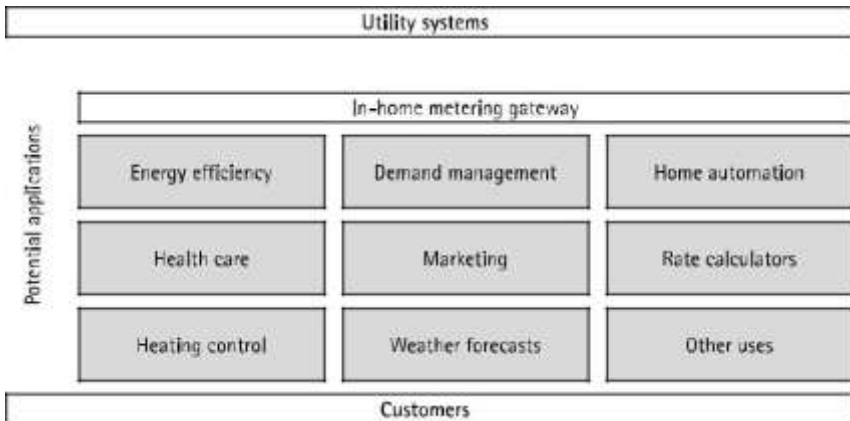 Utility systems
Potential applications
In-home metering gateway
Energy efficiency
Demand management
Home automation
Health care
Marketing
Rate calculators
Heating control
Weather forecasts
Other uses
Customers